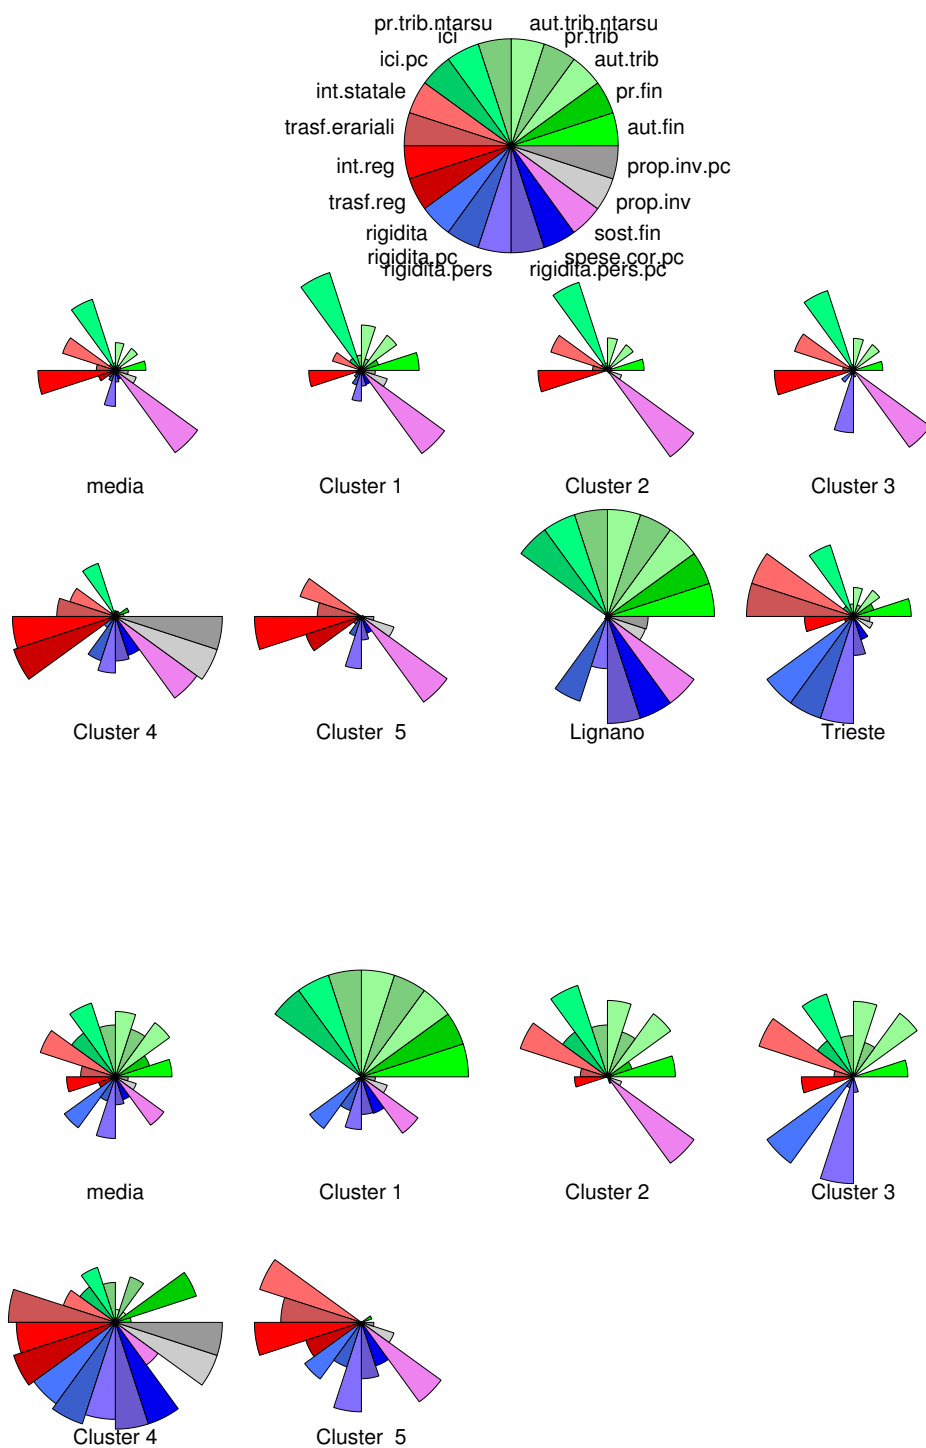 pr.trib.ntarsu aut.trib.ntarsu
ici pr.trib
ici.pc aut.trib
int.statale pr.fin
trasf.erariali aut.fin
int.reg prop.inv.pc
trasf.reg prop.inv
rigidita sost.fin
rigidita.pc spese.cor.pc
rigidita.pers rigidita.pers.pc
media Cluster 1 Cluster 2 Cluster 3
Cluster 4 Cluster 5 Lignano Trieste
media Cluster 1 Cluster 2 Cluster 3
Cluster 4 Cluster 5